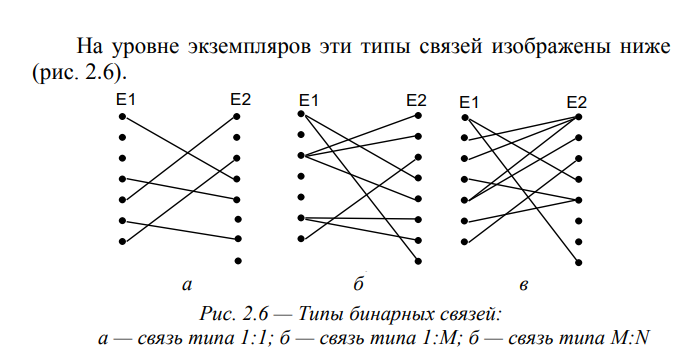 На уровне экземпляров эти типы связей изображены ниже
(рис. 2.6).
E1 E2 E1 E2 E1 E2
а б в
Рис. 2.6 — Типы бинарных связей:
а — связь типа 1:1; б — связь типа 1:М; б — связь типа М:N